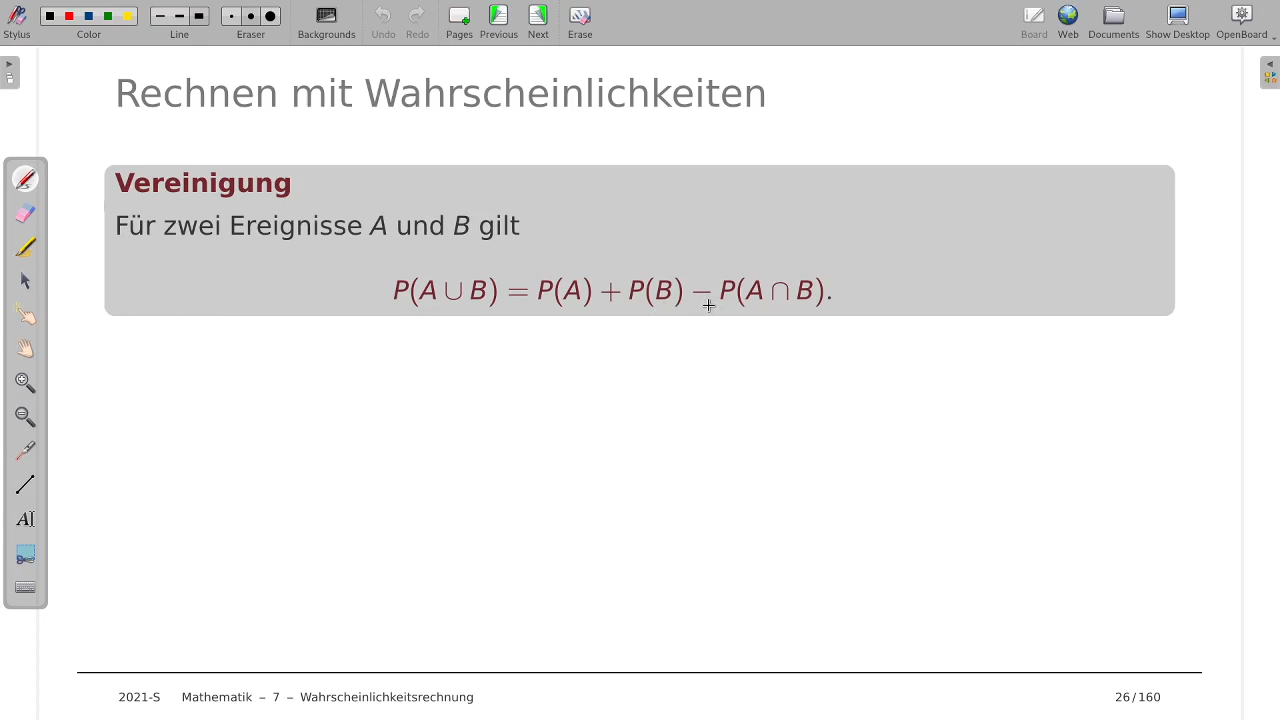 Stylus Color Line Eraser Backgrounds Undo Redo Pages Previous Next Erase Board Web Documents Show Desktop OpenBoard
Rechnen mit Wahrscheinlichkeiten
Vereinigung
Für zwei Ereignisse A und B gilt
P(A ∪ B) = P(A) + P(B) − P(A ∩ B).
2021-S Mathematik – 7 – Wahrscheinlichkeitsrechnung 26/160